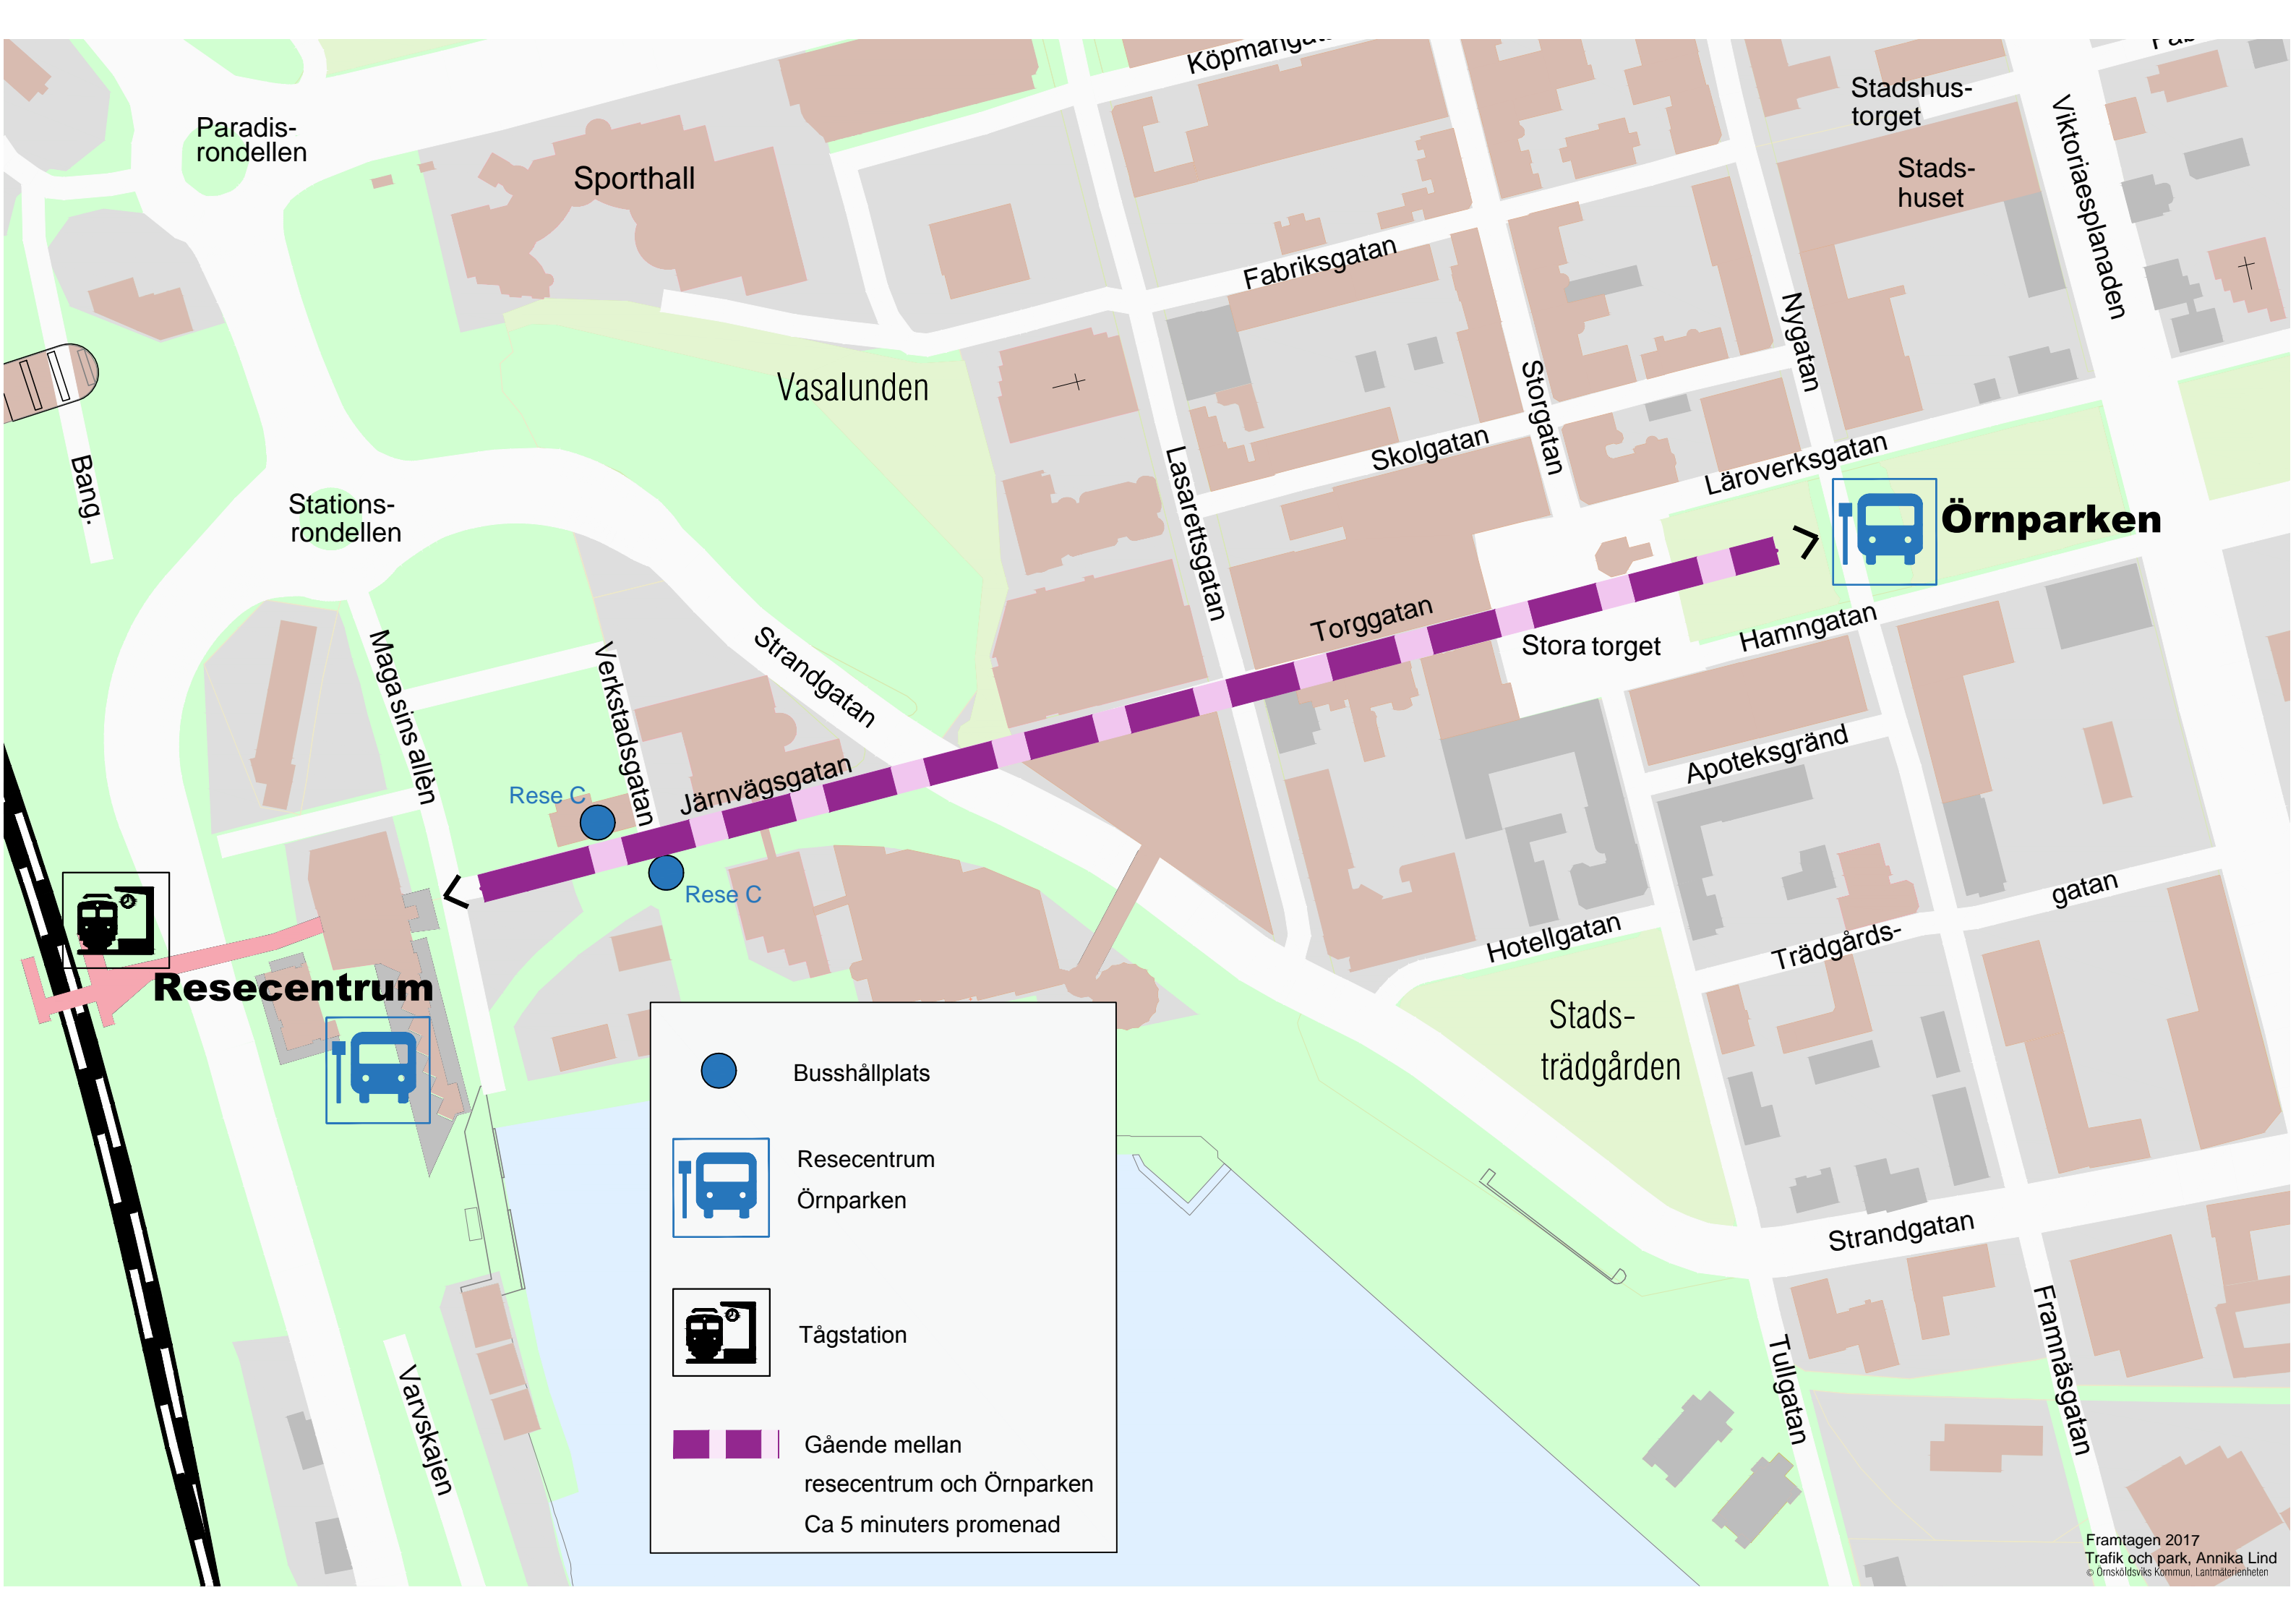 Köpmangat
Fab
Stadshus-
torget
Paradis-
rondellen
Sporthall
Stads-
huset
Viktoriaesplanaden
Fabriksgatan
Nygatan
Vasalunden
Storgatan
Skolgatan
Läroverksgatan
Bang.
Stations-
rondellen
Lasarettsgatan
Örnparken
Torggatan
Stora torget
Hamngatan
Magasinsallèn
Verkstadsgatan
Strandgatan
Apoteksgränd
Järnvägsgatan
Rese C
Rese C
gatan
Hotellgatan
Trädgårds-
Resecentrum
Stads-
trädgården
Busshållplats
Resecentrum
Örnparken
Strandgatan
Tågstation
Varvskajen
Tullgatan
Framnäsgatan
Gående mellan
resecentrum och Örnparken
Ca 5 minuters promenad
Framtagen 2017
Trafik och park, Annika Lind
© Örnsköldsviks Kommun, Lantmäterienheten